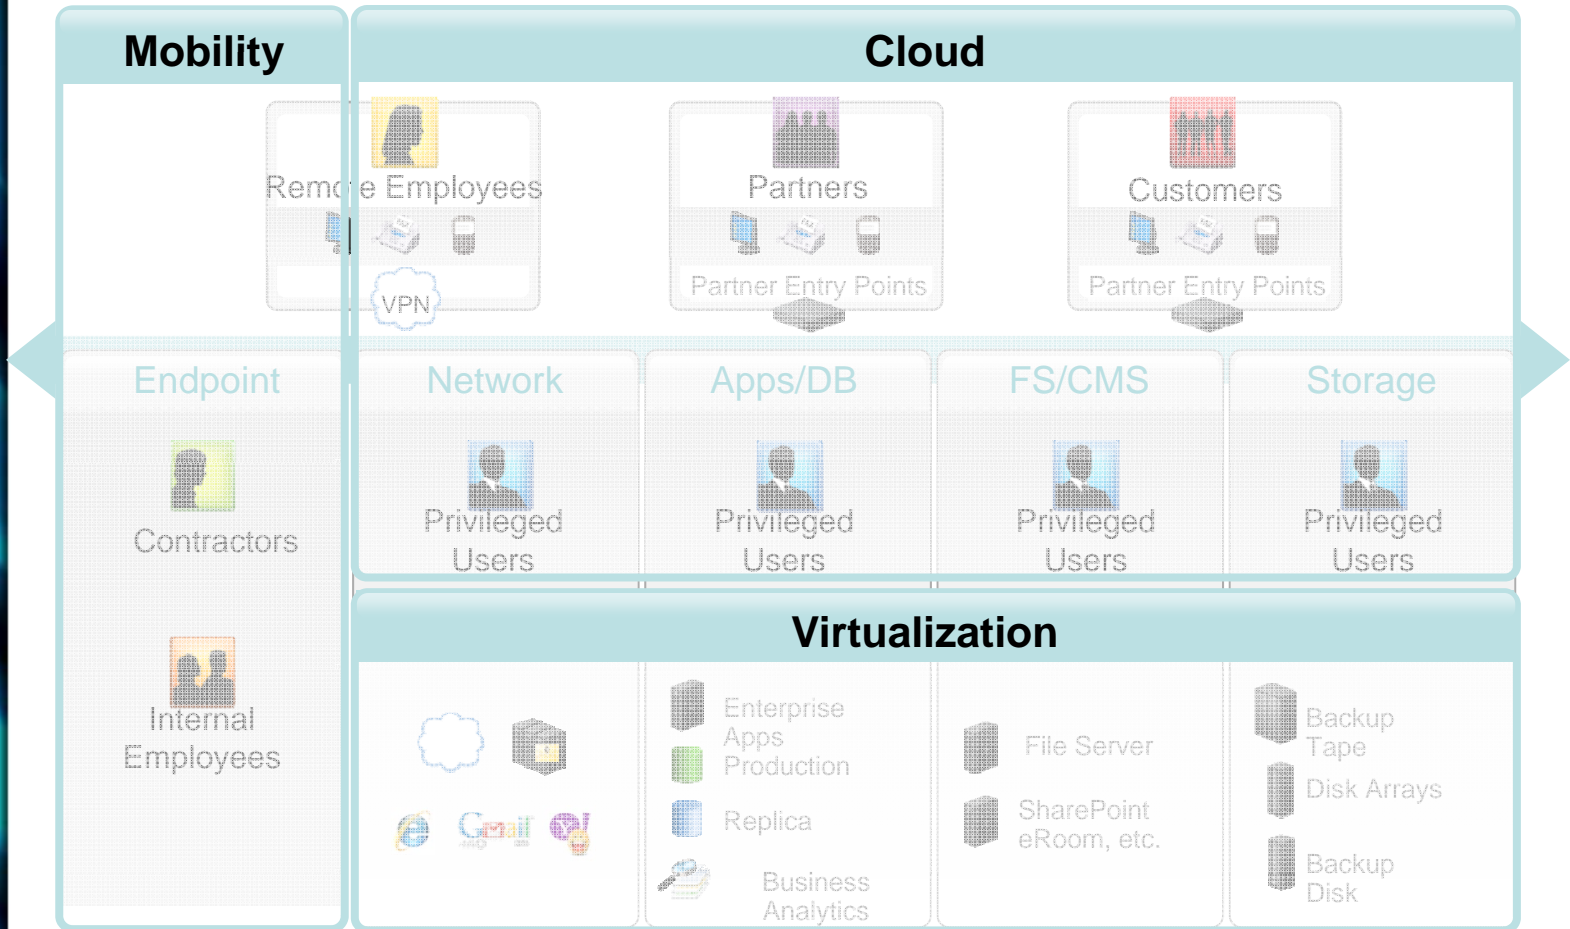 Mobility
Cloud
Remote Employees
Partners
Customers
VPN
Partner Entry Points
Partner Entry Points
Endpoint
Network
Apps/DB
FS/CMS
Storage
Contractors
Privileged
Users
Privileged
Users
Privileged
Users
Privileged
Users
Virtualization
Internal
Employees
Gmail
Y!
Enterprise
Apps
Production
Replica
Business
Analytics
File Server
SharePoint
eRoom, etc.
Backup
Tape
Disk Arrays
Backup
Disk